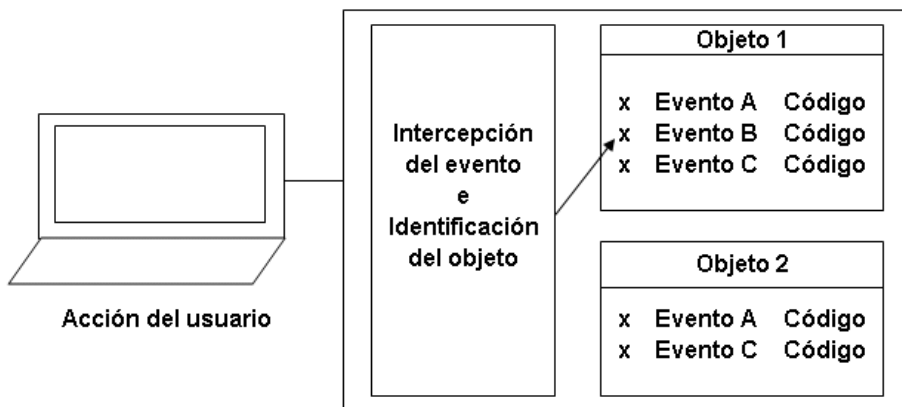 Acción del usuario
Intercepción
del evento
e
Identificación
del objeto
Objeto 1
x Evento A Código
x Evento B Código
x Evento C Código
Objeto 2
x Evento A Código
x Evento C Código